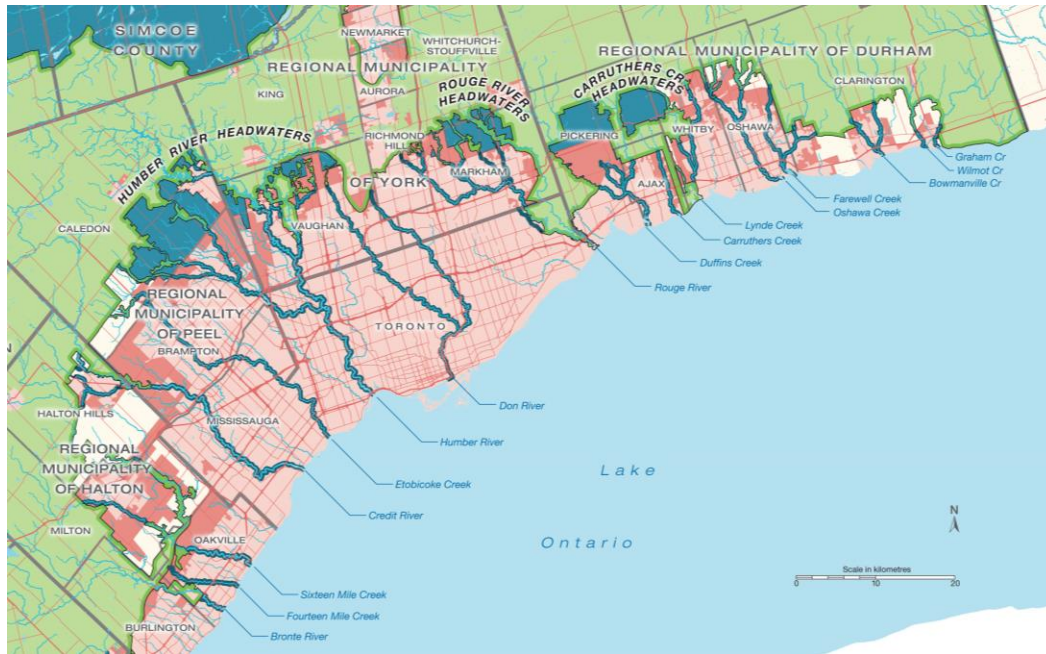 SIMCOE
COUNTY
NEWMARKET
WHITCHURCH-
STOUFFVILLE
REGIONAL MUNICIPALITY
REGIONAL MUNICIPALITY OF DURHAM
KING
AURORA
ROUGE RIVER
HEADWATERS
CARRUTHERS CR.
HEADWATERS
CLARINGTON
HUMBER RIVER HEADWATERS
RICHMOND
HILL
PICKERING
WHITBY
OSHAWA
OF YORK
MARKHAM
AJAX
Graham Cr
Wilmot Cr
Bowmanville Cr
Farewell Creek
Oshawa Creek
CALEDON
VAUGHAN
Lynde Creek
Carruthers Creek
Duffins Creek
Rouge River
REGIONAL
MUNICIPALITY
OF PEEL
BRAMPTON
TORONTO
Don River
HALTON HILLS
MISSISSAUGA
Humber River
REGIONAL
MUNICIPALITY
OF HALTON
Etobicoke Creek
Lake
Ontario
Credit River
MILTON
OAKVILLE
N
Scale in kilometres
0
10
20
Sixteen Mile Creek
Fourteen Mile Creek
Bronte River
BURLINGTON